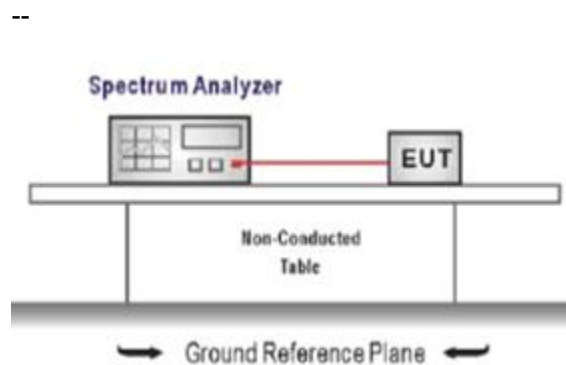 --
Spectrum Analyzer
EUT
Non-Conducted
Table
Ground Reference Plane